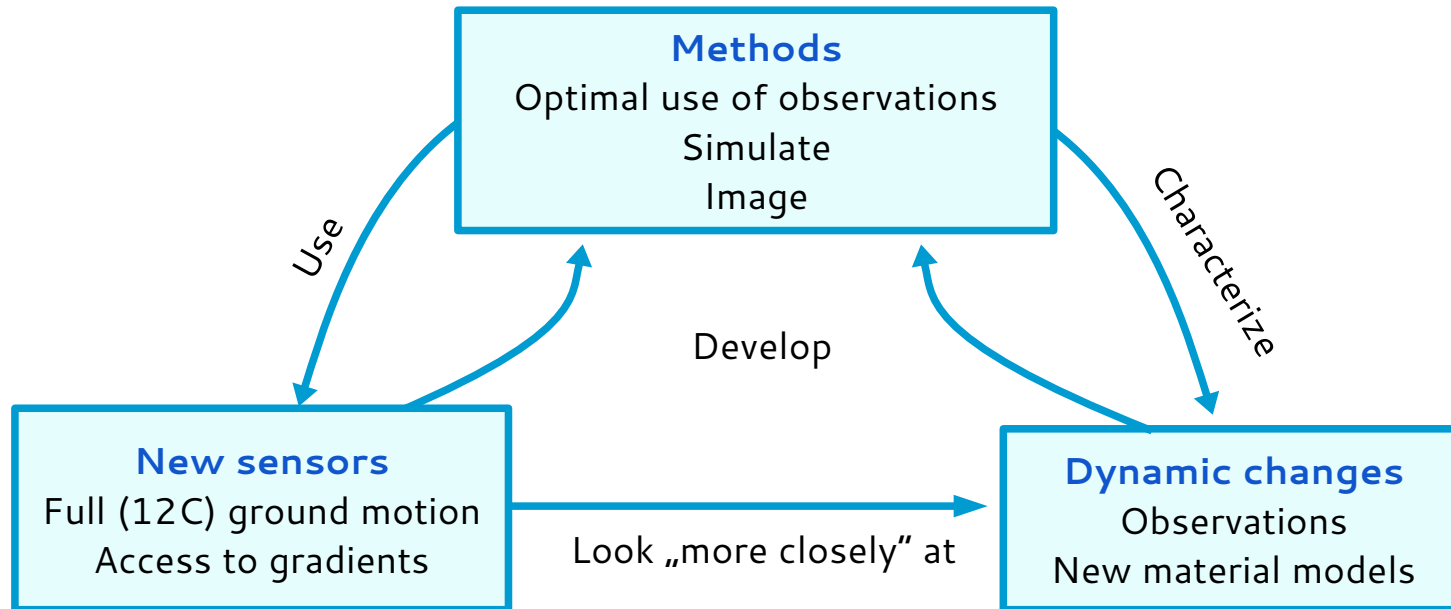 Methods
Optimal use of observations
Simulate
Image
Use
Characterize
Develop
New sensors
Full (12C) ground motion
Access to gradients
Look „more closely“ at
Dynamic changes
Observations
New material models